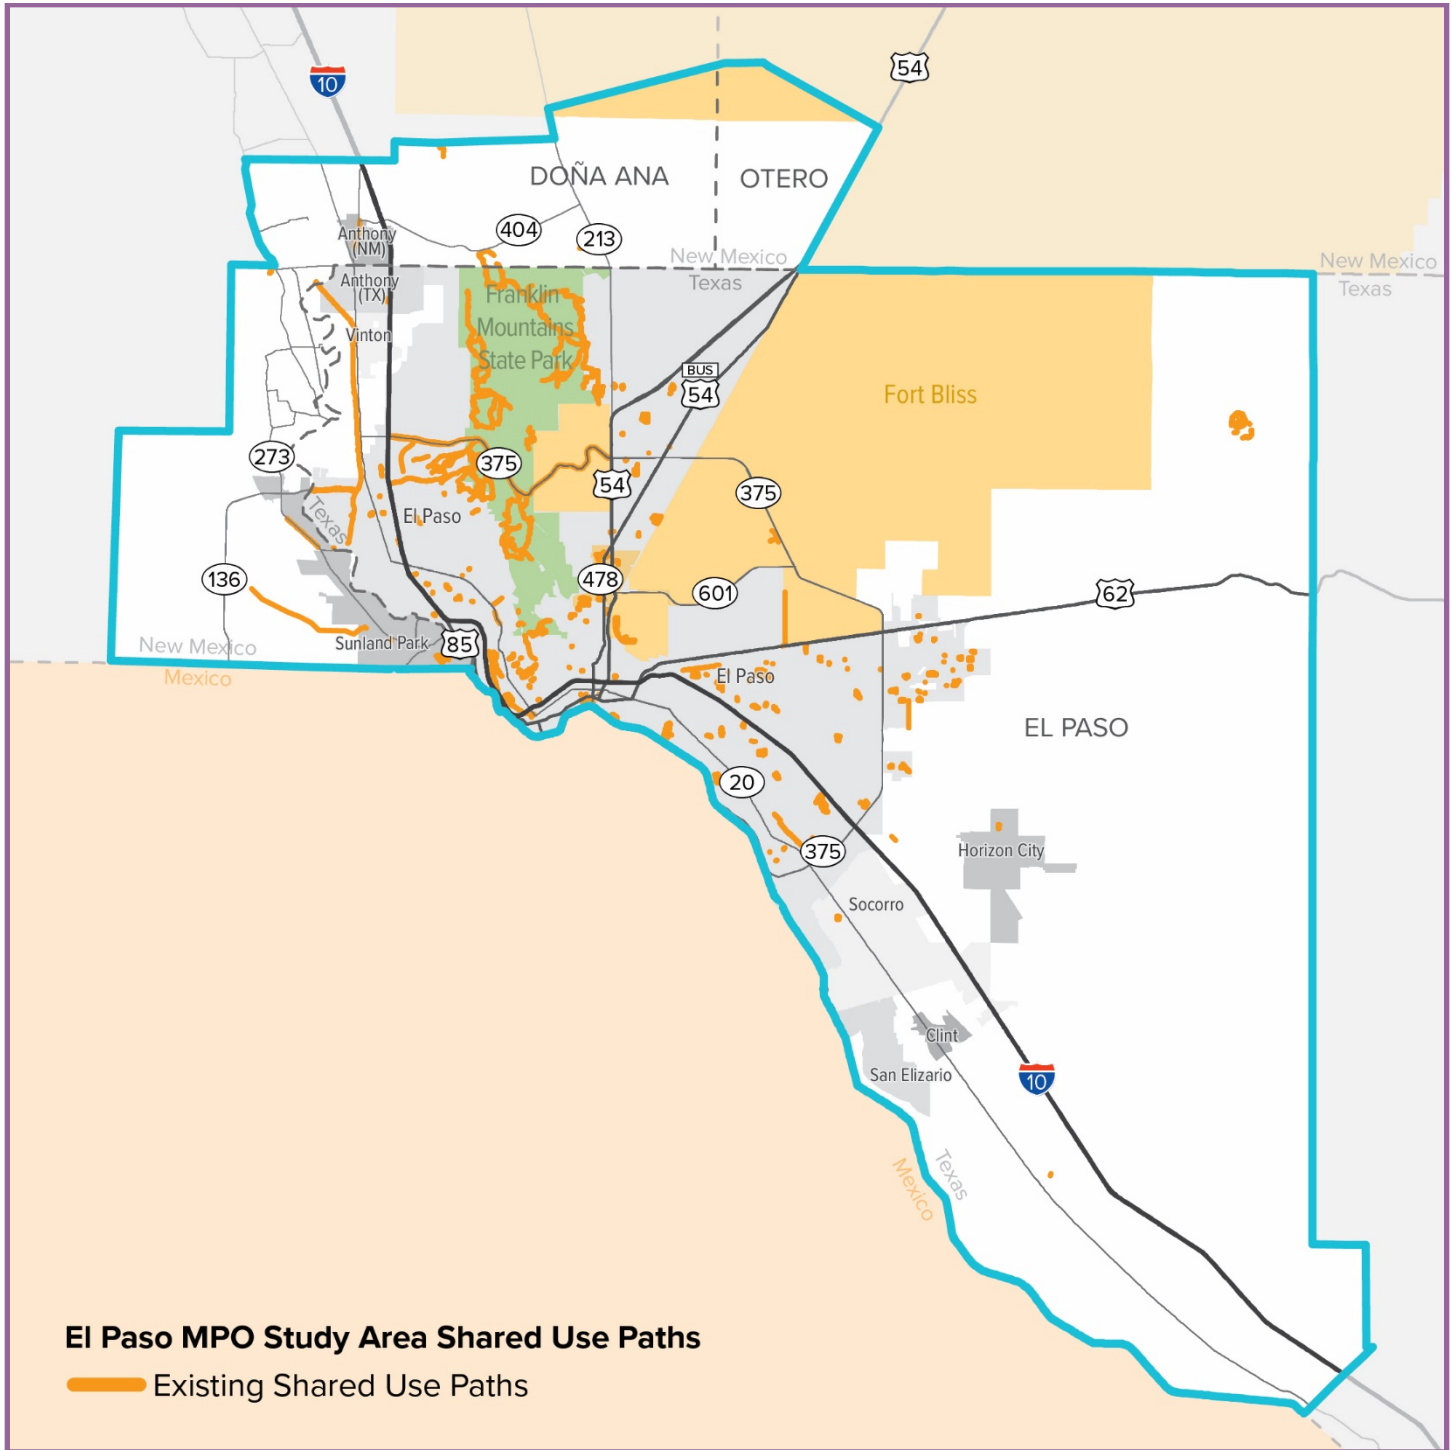 54
10
DOÑA ANA
OTERO
404
213
Anthony
(NM)
New Mexico
Texas
New Mexico
Texas
Anthony
(TX)
Franklin
Mountains
State Park
Vinton
BUS
54
Fort Bliss
273
375
54
375
Texas
El Paso
136
478
601
62
New Mexico
Mexico
Sunland Park
85
El Paso
EL PASO
20
375
Horizon City
Socorro
Clint
San Elizario
10
Texas
Mexico
El Paso MPO Study Area Shared Use Paths
Existing Shared Use Paths